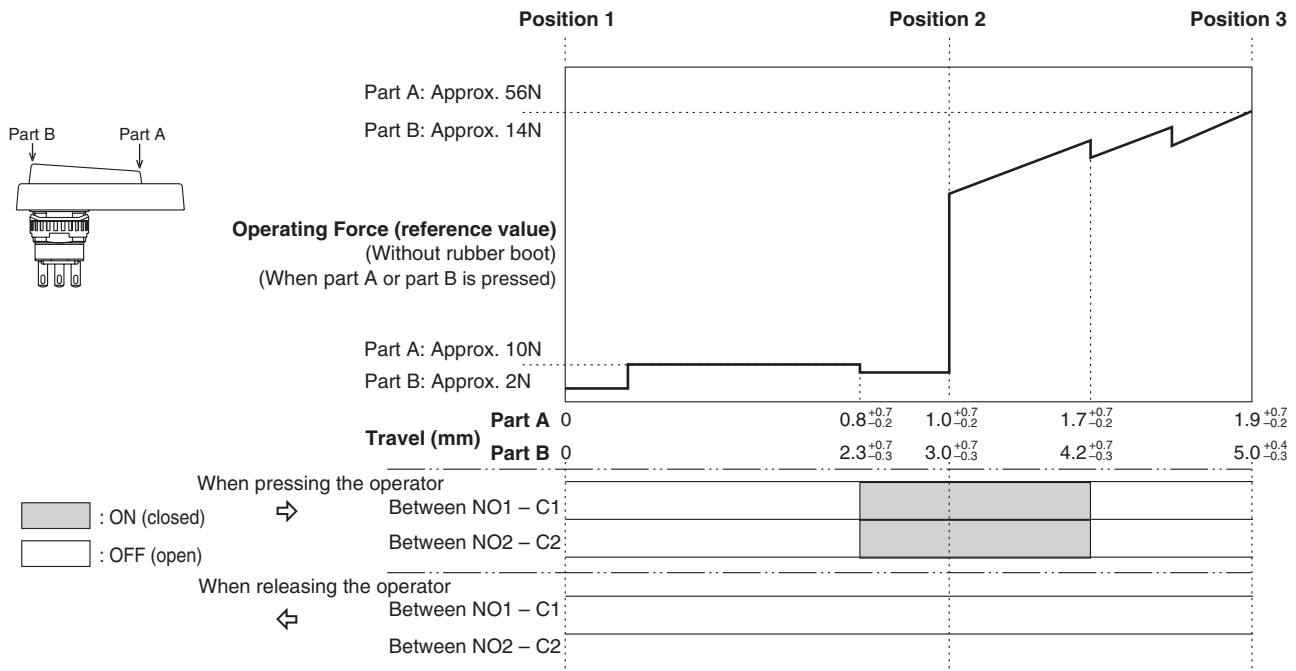 Position 1 Position 2 Position 3
Part A: Approx. 56N
Part B: Approx. 14N
Part B Part A
Operating Force (reference value)
(Without rubber boot)
(When part A or part B is pressed)
Part A: Approx. 10N
Part B: Approx. 2N
Travel (mm)
Part A 0 0.8 +0.7 -0.2 1.0 +0.7 -0.2 1.7 +0.7 -0.2 1.9 +0.7 -0.2
Part B 0 2.3 +0.7 -0.3 3.0 +0.7 -0.3 4.2 +0.7 -0.3 5.0 +0.4 -0.3
When pressing the operator
Between NO1 – C1
Between NO2 – C2
: ON (closed)
: OFF (open)
When releasing the operator
Between NO1 – C1
Between NO2 – C2